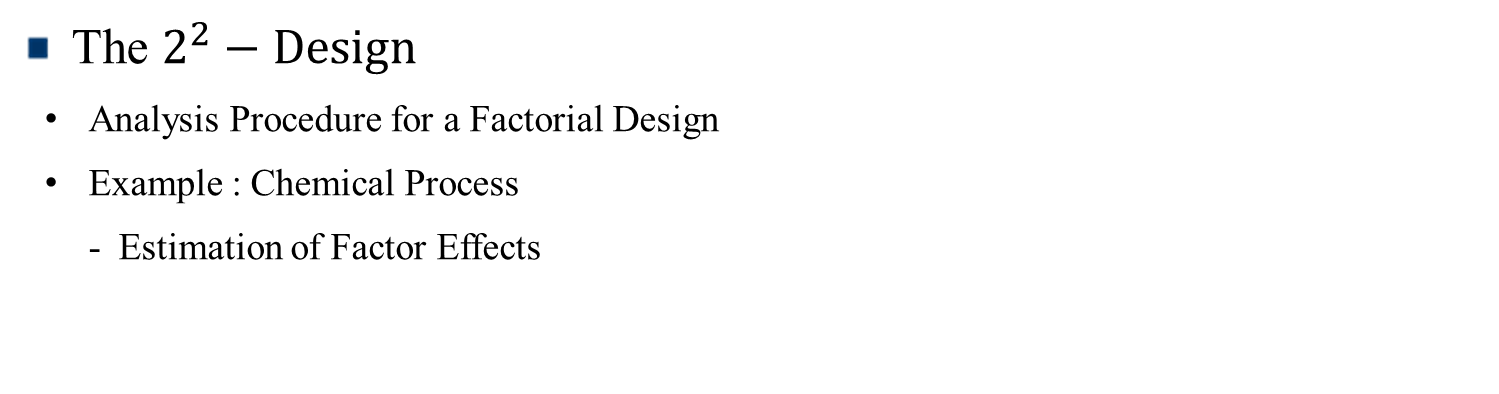 ■ The 2² − Design
• Analysis Procedure for a Factorial Design
• Example : Chemical Process
- Estimation of Factor Effects